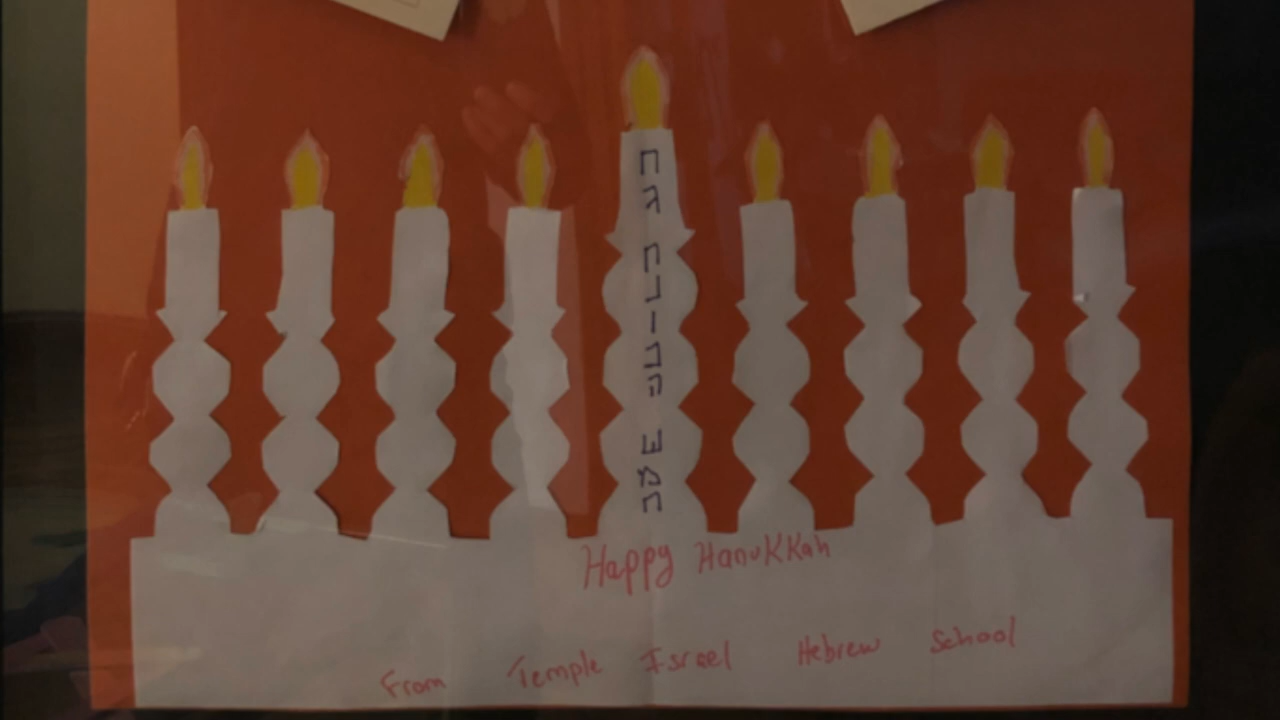 חג חנוכה שמח
Happy Hanukkah
From Temple Israel Hebrew School